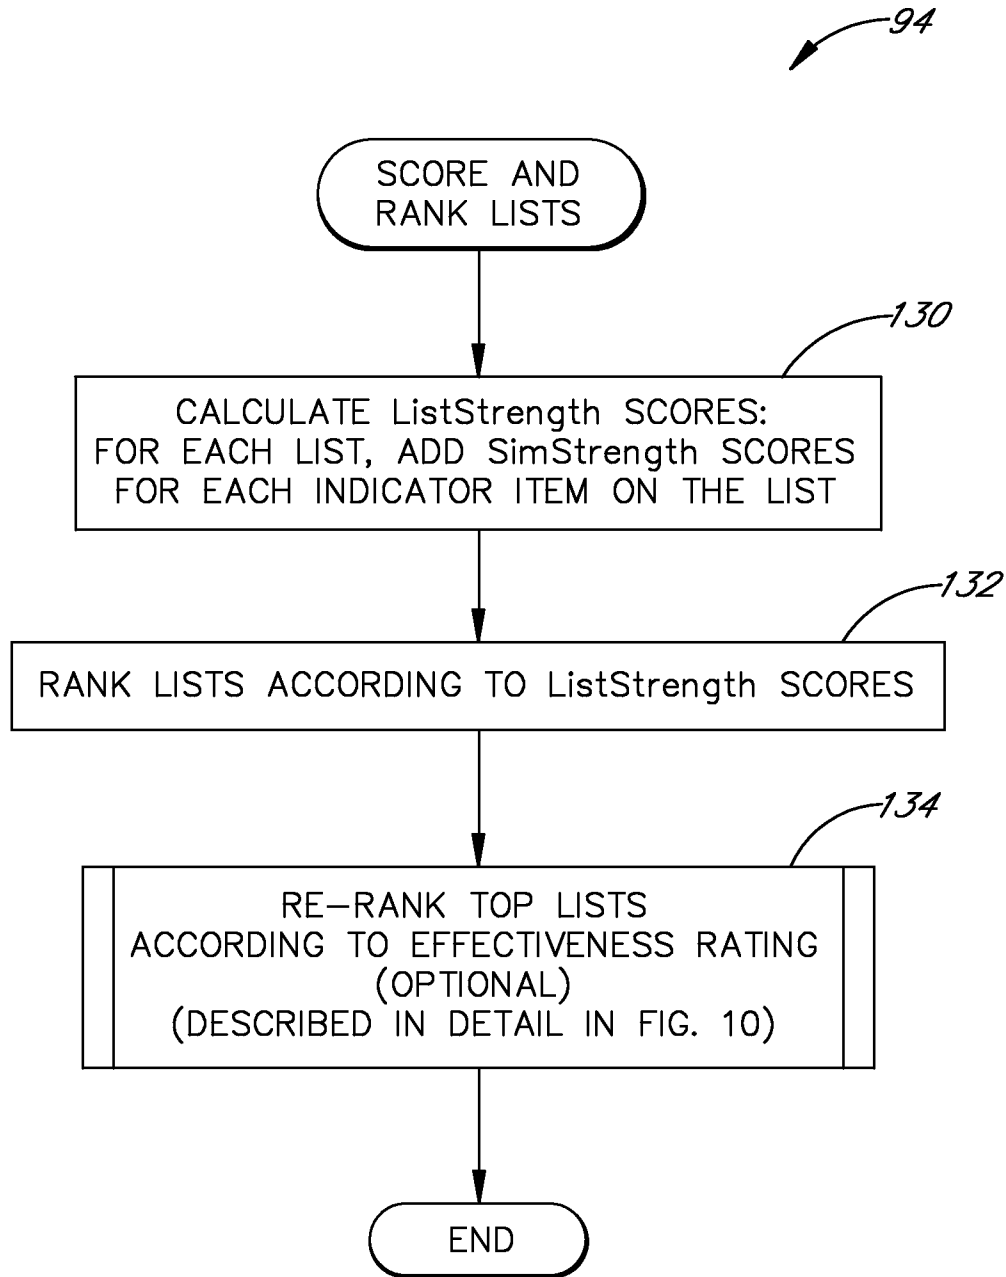 94
SCORE AND
RANK LISTS
130
CALCULATE ListStrength SCORES:
FOR EACH LIST, ADD SimStrength SCORES
FOR EACH INDICATOR ITEM ON THE LIST
132
RANK LISTS ACCORDING TO ListStrength SCORES
134
RE-RANK TOP LISTS
ACCORDING TO EFFECTIVENESS RATING
(OPTIONAL)
(DESCRIBED IN DETAIL IN FIG. 10)
END